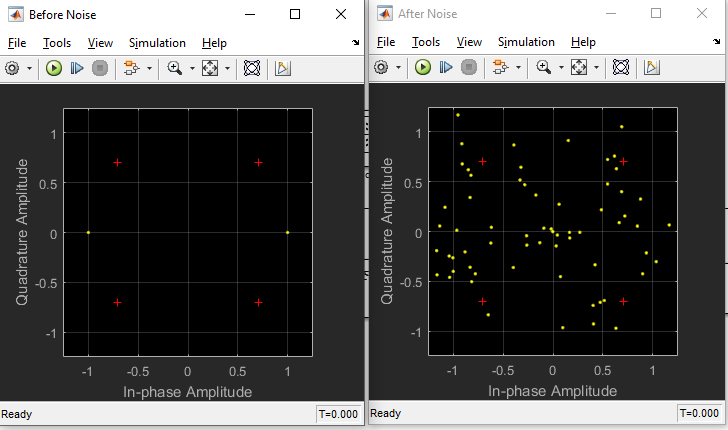 Before Noise
File Tools View Simulation Help
1
0.5
0
-0.5
-1
Quadrature Amplitude
-1 -0.5 0 0.5 1
In-phase Amplitude
Ready T=0.000
After Noise
File Tools View Simulation Help
1
0.5
0
-0.5
-1
Quadrature Amplitude
-1 -0.5 0 0.5 1
In-phase Amplitude
Ready T=0.000